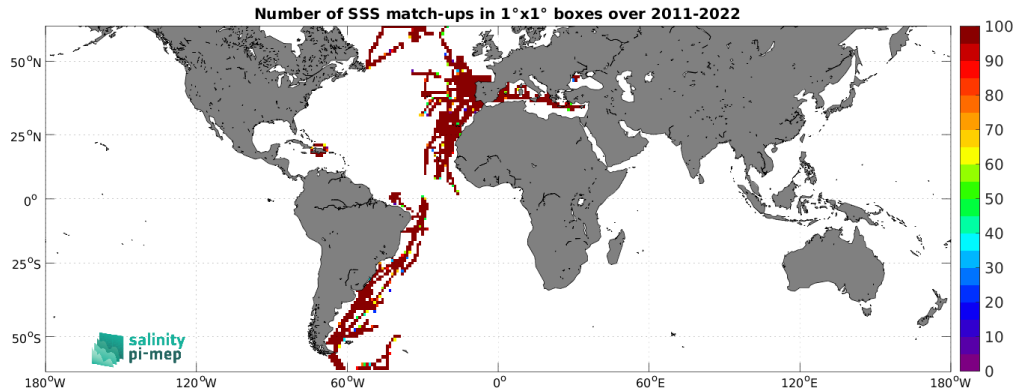 Number of SSS match-ups in 1°x1° boxes over 2011-2022
50°N
25°N
0°
25°S
50°S
180°W
120°W
60°W
0°
60°E
120°E
180°W
100
90
80
70
60
50
40
30
20
10
0
salinity
pi-mep